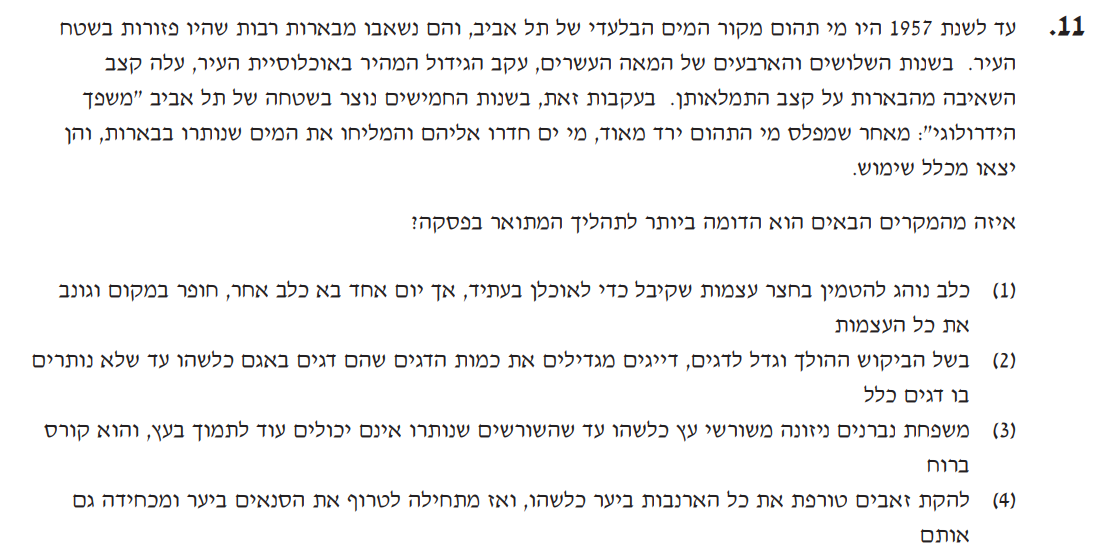 11. עד לשנת 1957 היו מי תהום מקור המים הבלעדי של תל אביב, והם נשאבו מבארות רבות שהיו פזורות בשטח
העיר. בשנות השלושים והארבעים של המאה העשרים, עקב הגידול המהיר באוכלוסיית העיר, עלה קצב
השאיבה מהבארות על קצב התמלאותן. בעקבות זאת, בשנות החמישים נוצר בשטחה של תל אביב "משפך
הידרולוגי": מאחר שמפלס מי התהום ירד מאוד, מי ים חדרו אליהם והמליחו את המים שנותרו בבארות, והן
יצאו מכלל שימוש.
איזה מהמקרים הבאים הוא הדומה ביותר לתהליך המתואר בפסקה?
(1) כלב נוהג להטמין בחצר עצמות שקיבל כדי לאוכלן בעתיד, אך יום אחד בא כלב אחר, חופר במקום וגונב
את כל העצמות
(2) בשל הביקוש ההולך וגדל לדגים, דייגים מגדילים את כמות הדגים שהם דגים באגם כלשהו עד שלא נותרים
בו דגים כלל
(3) משפחת נברנים ניזונה משורשי עץ כלשהו עד שהשורשים שנותרו אינם יכולים עוד לתמוך בעץ, והוא קורס
ברוח
(4) להקת זאבים טורפת את כל הארנבות ביער כלשהו, ואז מתחילה לטרוף את הסנאים ביער ומכחידה גם
אותם